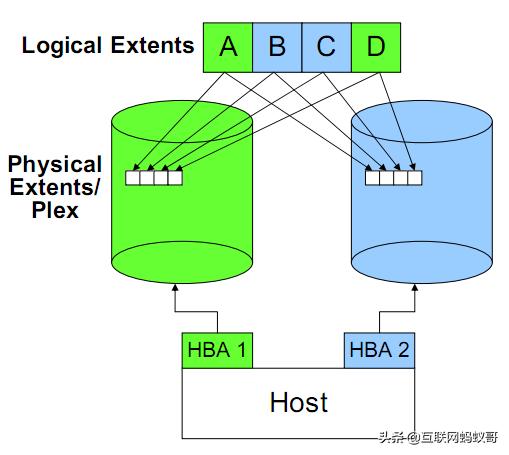 Logical Extents
A B C D
Physical
Extents/
Plex
HBA 1
HBA 2
Host
头条 @互联网蚂蚁哥